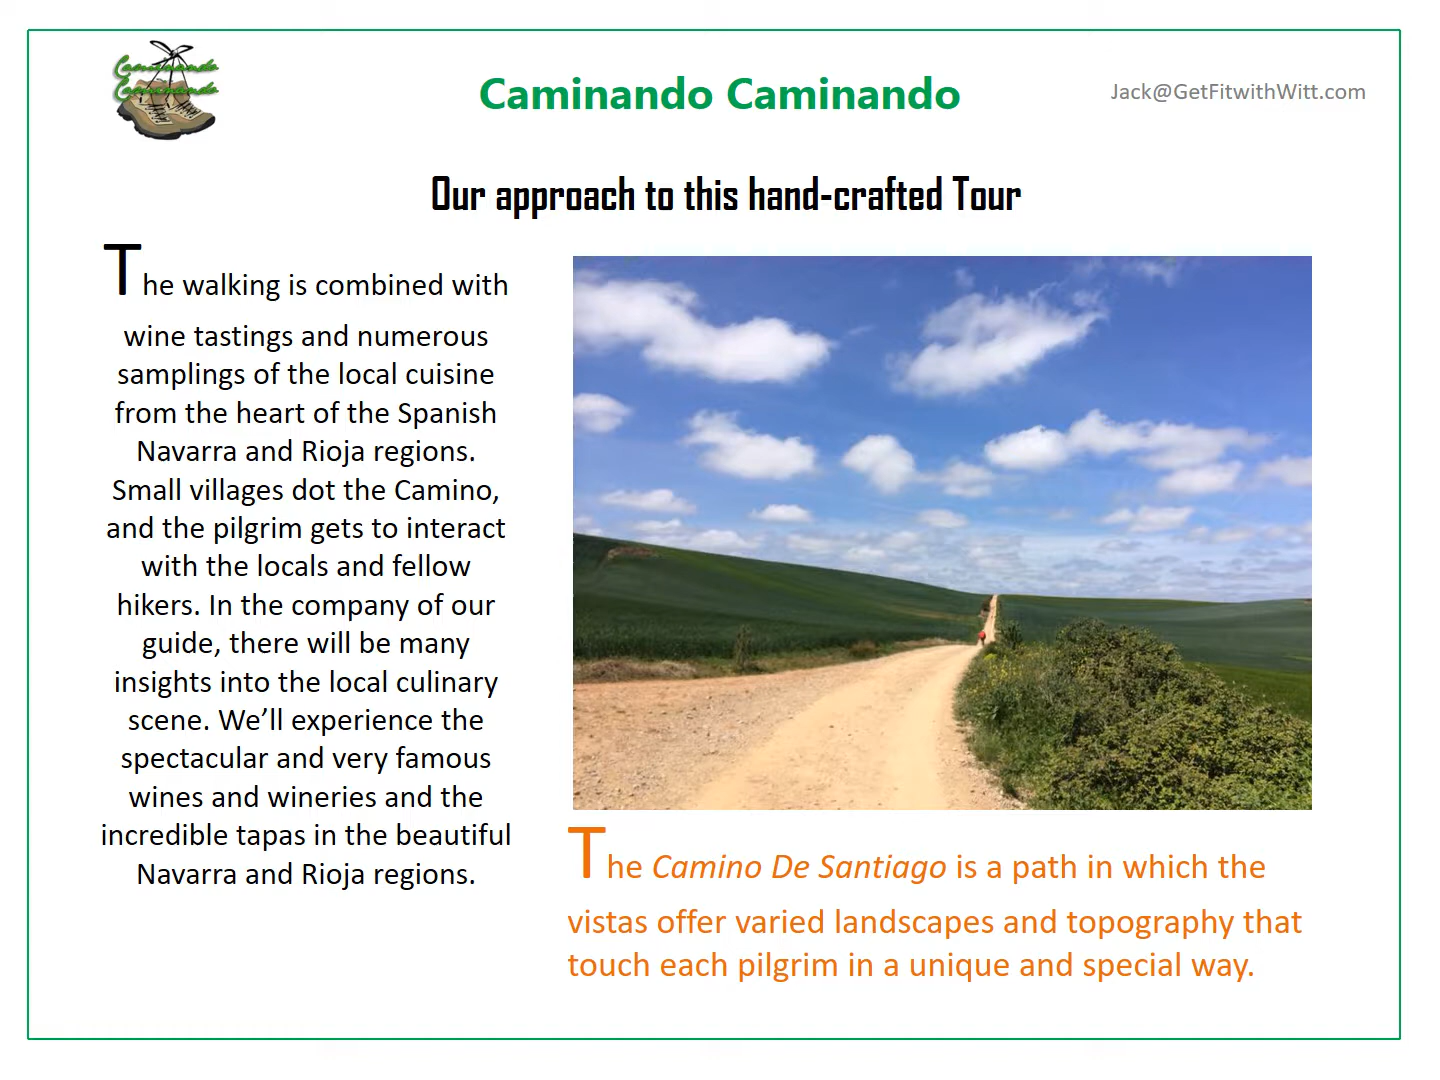 Caminando
Caminando
Caminando Caminando
Jack@GetFitwithWitt.com
Our approach to this hand-crafted Tour
The walking is combined with
wine tastings and numerous
samplings of the local cuisine
from the heart of the Spanish
Navarra and Rioja regions.
Small villages dot the Camino,
and the pilgrim gets to interact
with the locals and fellow
hikers. In the company of our
guide, there will be many
insights into the local culinary
scene. We’ll experience the
spectacular and very famous
wines and wineries and the
incredible tapas in the beautiful
Navarra and Rioja regions.
The Camino De Santiago is a path in which the
vistas offer varied landscapes and topography that
touch each pilgrim in a unique and special way.